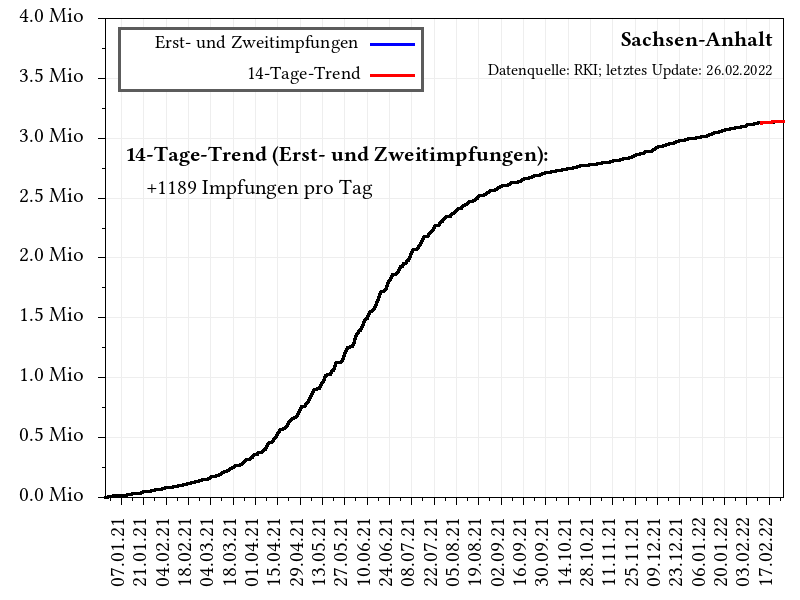 4.0 Mio
3.5 Mio
3.0 Mio
2.5 Mio
2.0 Mio
1.5 Mio
1.0 Mio
0.5 Mio
0.0 Mio
Erst- und Zweitimpfungen
14-Tage-Trend
Sachsen-Anhalt
Datenquelle: RKI; letztes Update: 26.02.2022
14-Tage-Trend (Erst- und Zweitimpfungen):
+1189 Impfungen pro Tag
07.01.21
21.01.21
04.02.21
18.02.21
04.03.21
18.03.21
01.04.21
15.04.21
29.04.21
13.05.21
27.05.21
10.06.21
24.06.21
08.07.21
22.07.21
05.08.21
19.08.21
02.09.21
16.09.21
30.09.21
14.10.21
28.10.21
11.11.21
25.11.21
09.12.21
23.12.21
06.01.22
20.01.22
03.02.22
17.02.22